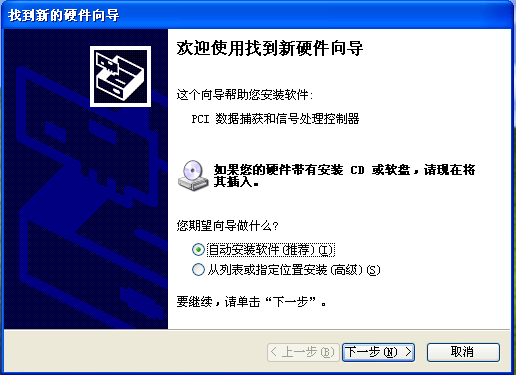 找到新的硬件向导
欢迎使用找到新硬件向导
这个向导帮助您安装软件:
PCI 数据捕获和信号处理控制器
如果您的硬件带有安装 CD 或软盘，请现在将
其插入。
您期望向导做什么?
自动安装软件(推荐)(I)
从列表或指定位置安装(高级)(S)
要继续，请单击“下一步”。
< 上一步(B)
下一步(N) >
取消